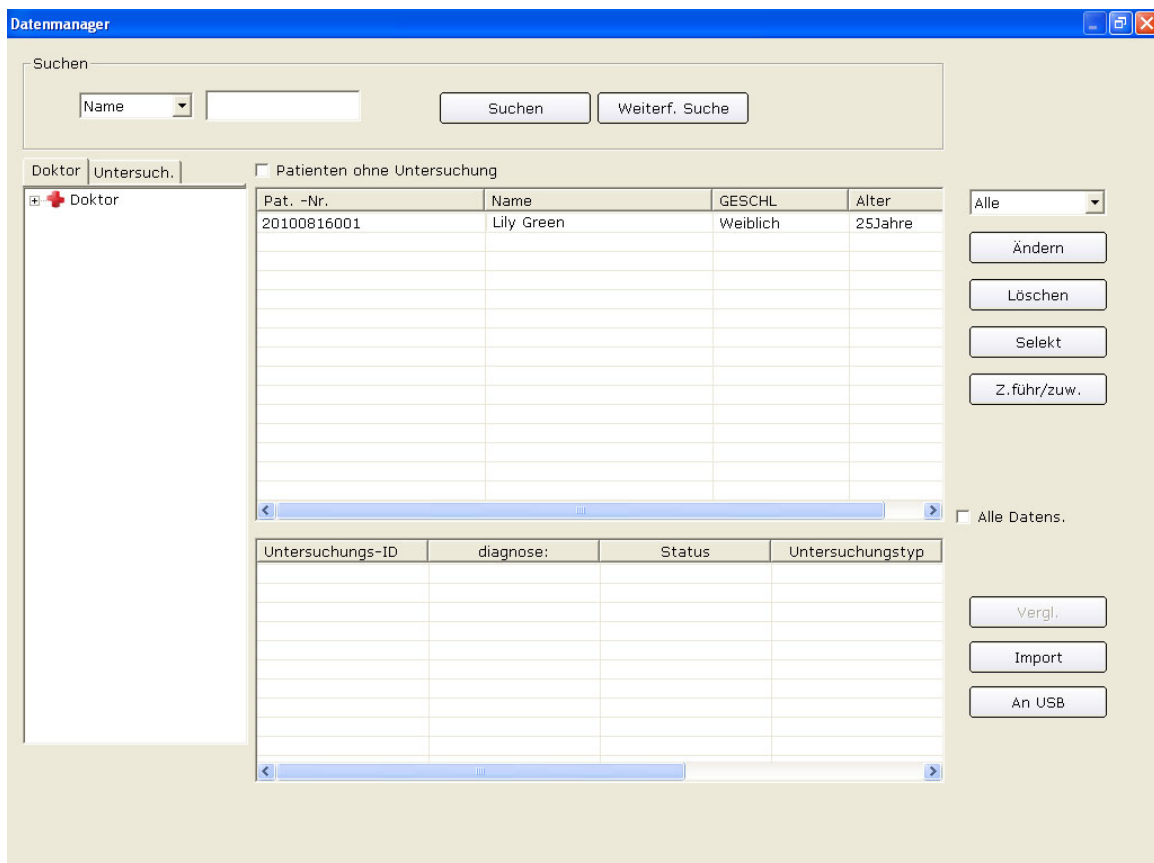 Datenmanager
Suchen
Name
Suchen
Weiterf. Suche
Doktor
Untersuch.
Patienten ohne Untersuchung
Doktor
Pat. -Nr. Name GESCHL Alter
20100816001 Lily Green Weiblich 25Jahre
Alle
Ändern
Löschen
Selekt
Z.führ/zuw.
Alle Datens.
Untersuchungs-ID diagnose: Status Untersuchungstyp
Vergl.
Import
An USB